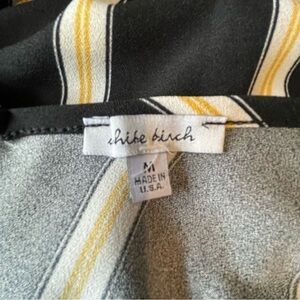 white birch
M
MADE IN
U.S.A.